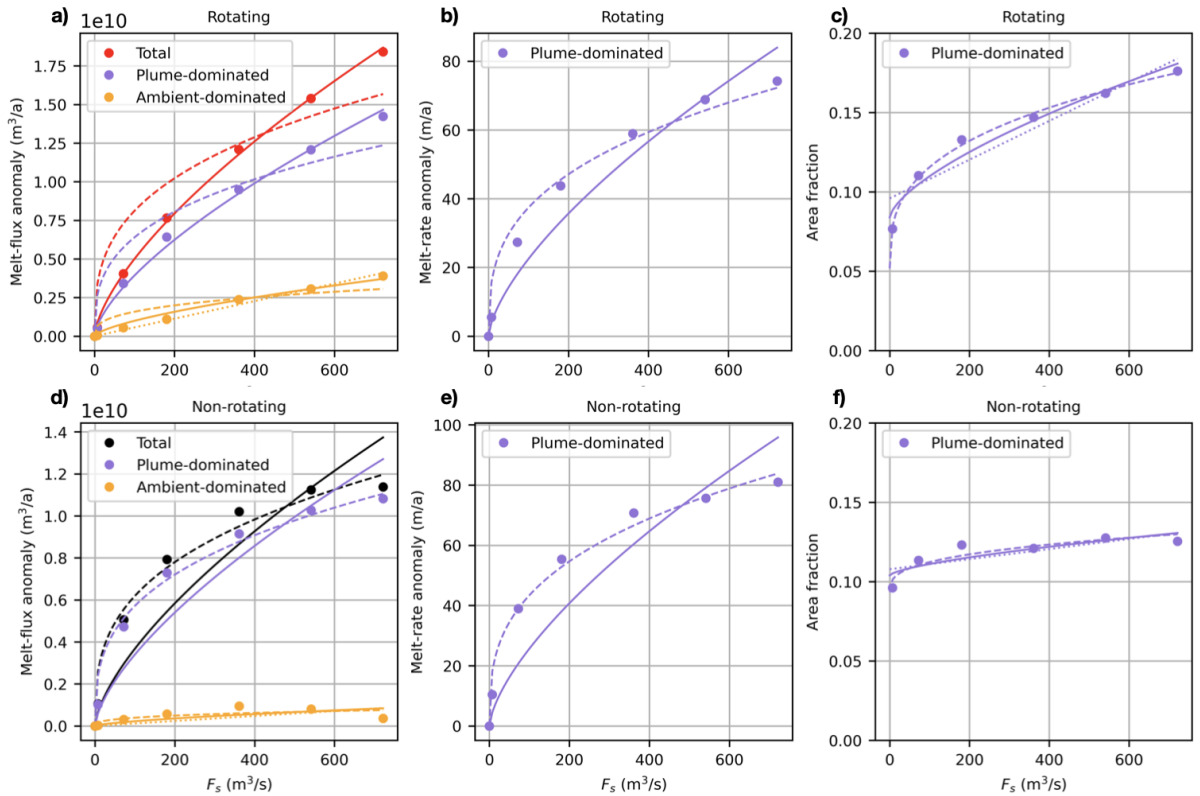 a)
1e10
Rotating
Total
Plume-dominated
Ambient-dominated
Melt-flux anomaly (m³/a)
1.75
1.50
1.25
1.00
0.75
0.50
0.25
0.00
0 200 400 600
b)
Rotating
Plume-dominated
Melt-rate anomaly (m/a)
80
60
40
20
0
0 200 400 600
c)
Rotating
Plume-dominated
Area fraction
0.20
0.15
0.10
0.05
0.00
0 200 400 600
d)
1e10
Non-rotating
Total
Plume-dominated
Ambient-dominated
Melt-flux anomaly (m³/a)
1.4
1.2
1.0
0.8
0.6
0.4
0.2
0.0
0 200 400 600
Fₛ (m³/s)
e)
Non-rotating
Plume-dominated
Melt-rate anomaly (m/a)
100
80
60
40
20
0
0 200 400 600
Fₛ (m³/s)
f)
Non-rotating
Plume-dominated
Area fraction
0.20
0.15
0.10
0.05
0.00
0 200 400 600
Fₛ (m³/s)